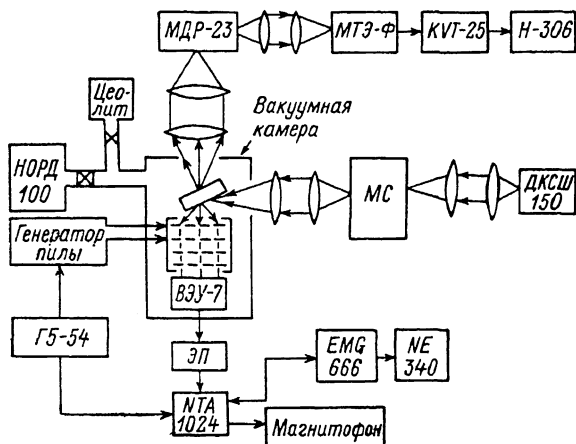 МДР-23
МТЭ-Ф
KVT-25
Н-306
Цео-
лит
Вакуумная
камера
НОРД
100
МС
ДКСШ
150
Генератор
пилы
ВЭУ-7
Г5-54
ЭП
EMG
666
NE
340
NTA
1024
Магнитофон